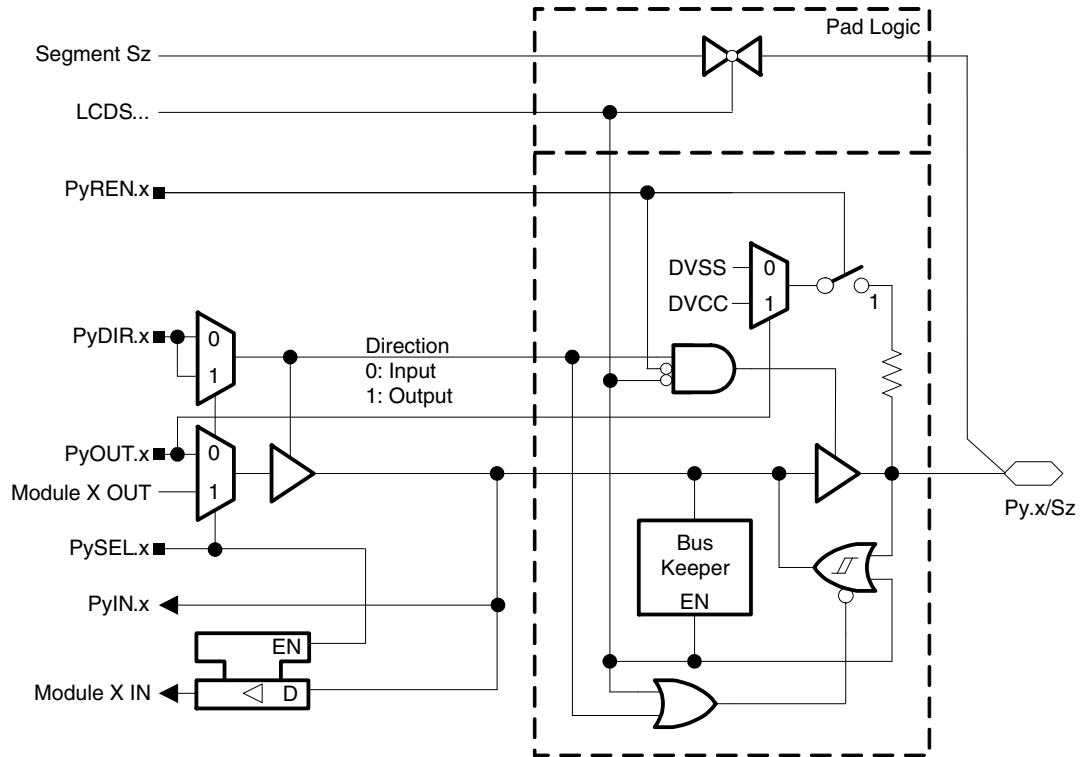 Pad Logic
Segment Sz
LCDS...
PyREN.x
DVSS
0
DVCC
1
1
PyDIR.x
0
1
Direction
0: Input
1: Output
PyOUT.x
0
Module X OUT
1
Py.x/Sz
PySEL.x
Bus
Keeper
EN
PyIN.x
EN
Module X IN
D